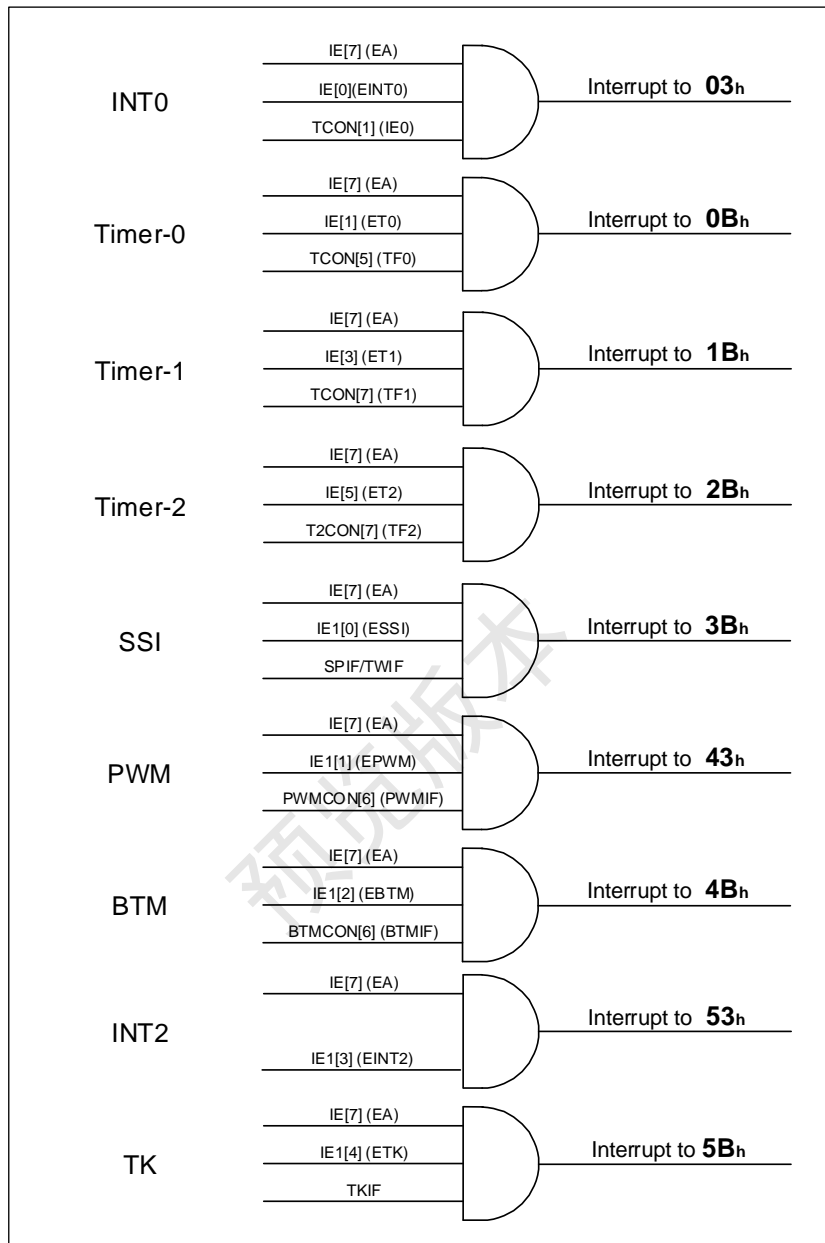 IE[7] (EA)
INT0
IE[0](EINT0)
Interrupt to 03h
TCON[1] (IE0)
IE[7] (EA)
Timer-0
IE[1] (ET0)
Interrupt to 0Bh
TCON[5] (TF0)
IE[7] (EA)
Timer-1
IE[3] (ET1)
Interrupt to 1Bh
TCON[7] (TF1)
IE[7] (EA)
Timer-2
IE[5] (ET2)
Interrupt to 2Bh
T2CON[7] (TF2)
IE[7] (EA)
SSI
IE1[0] (ESSI)
Interrupt to 3Bh
SPIF/TWIF
IE[7] (EA)
PWM
IE1[1] (EPWM)
Interrupt to 43h
PWMCON[6] (PWMIF)
IE[7] (EA)
BTM
IE1[2] (EBTM)
Interrupt to 4Bh
BTMCON[6] (BTMIF)
IE[7] (EA)
INT2
Interrupt to 53h
IE1[3] (EINT2)
IE[7] (EA)
TK
IE1[4] (ETK)
Interrupt to 5Bh
TKIF
预览版本